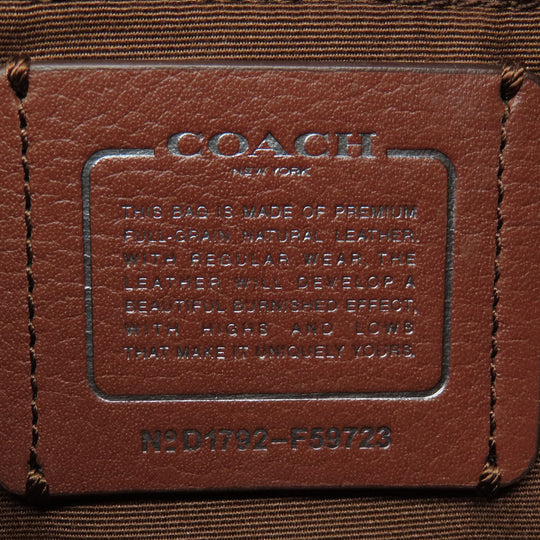 COACH
NEW YORK
THIS BAG IS MADE OF PREMIUM
FULL-GRAIN, NATURAL LEATHER.
WITH REGULAR WEAR, THE
LEATHER WILL DEVELOP A
BEAUTIFUL BURNISHED EFFECT,
WITH HIGHS AND LOWS
THAT MAKE IT UNIQUELY YOURS.
Nº D1792-F59723